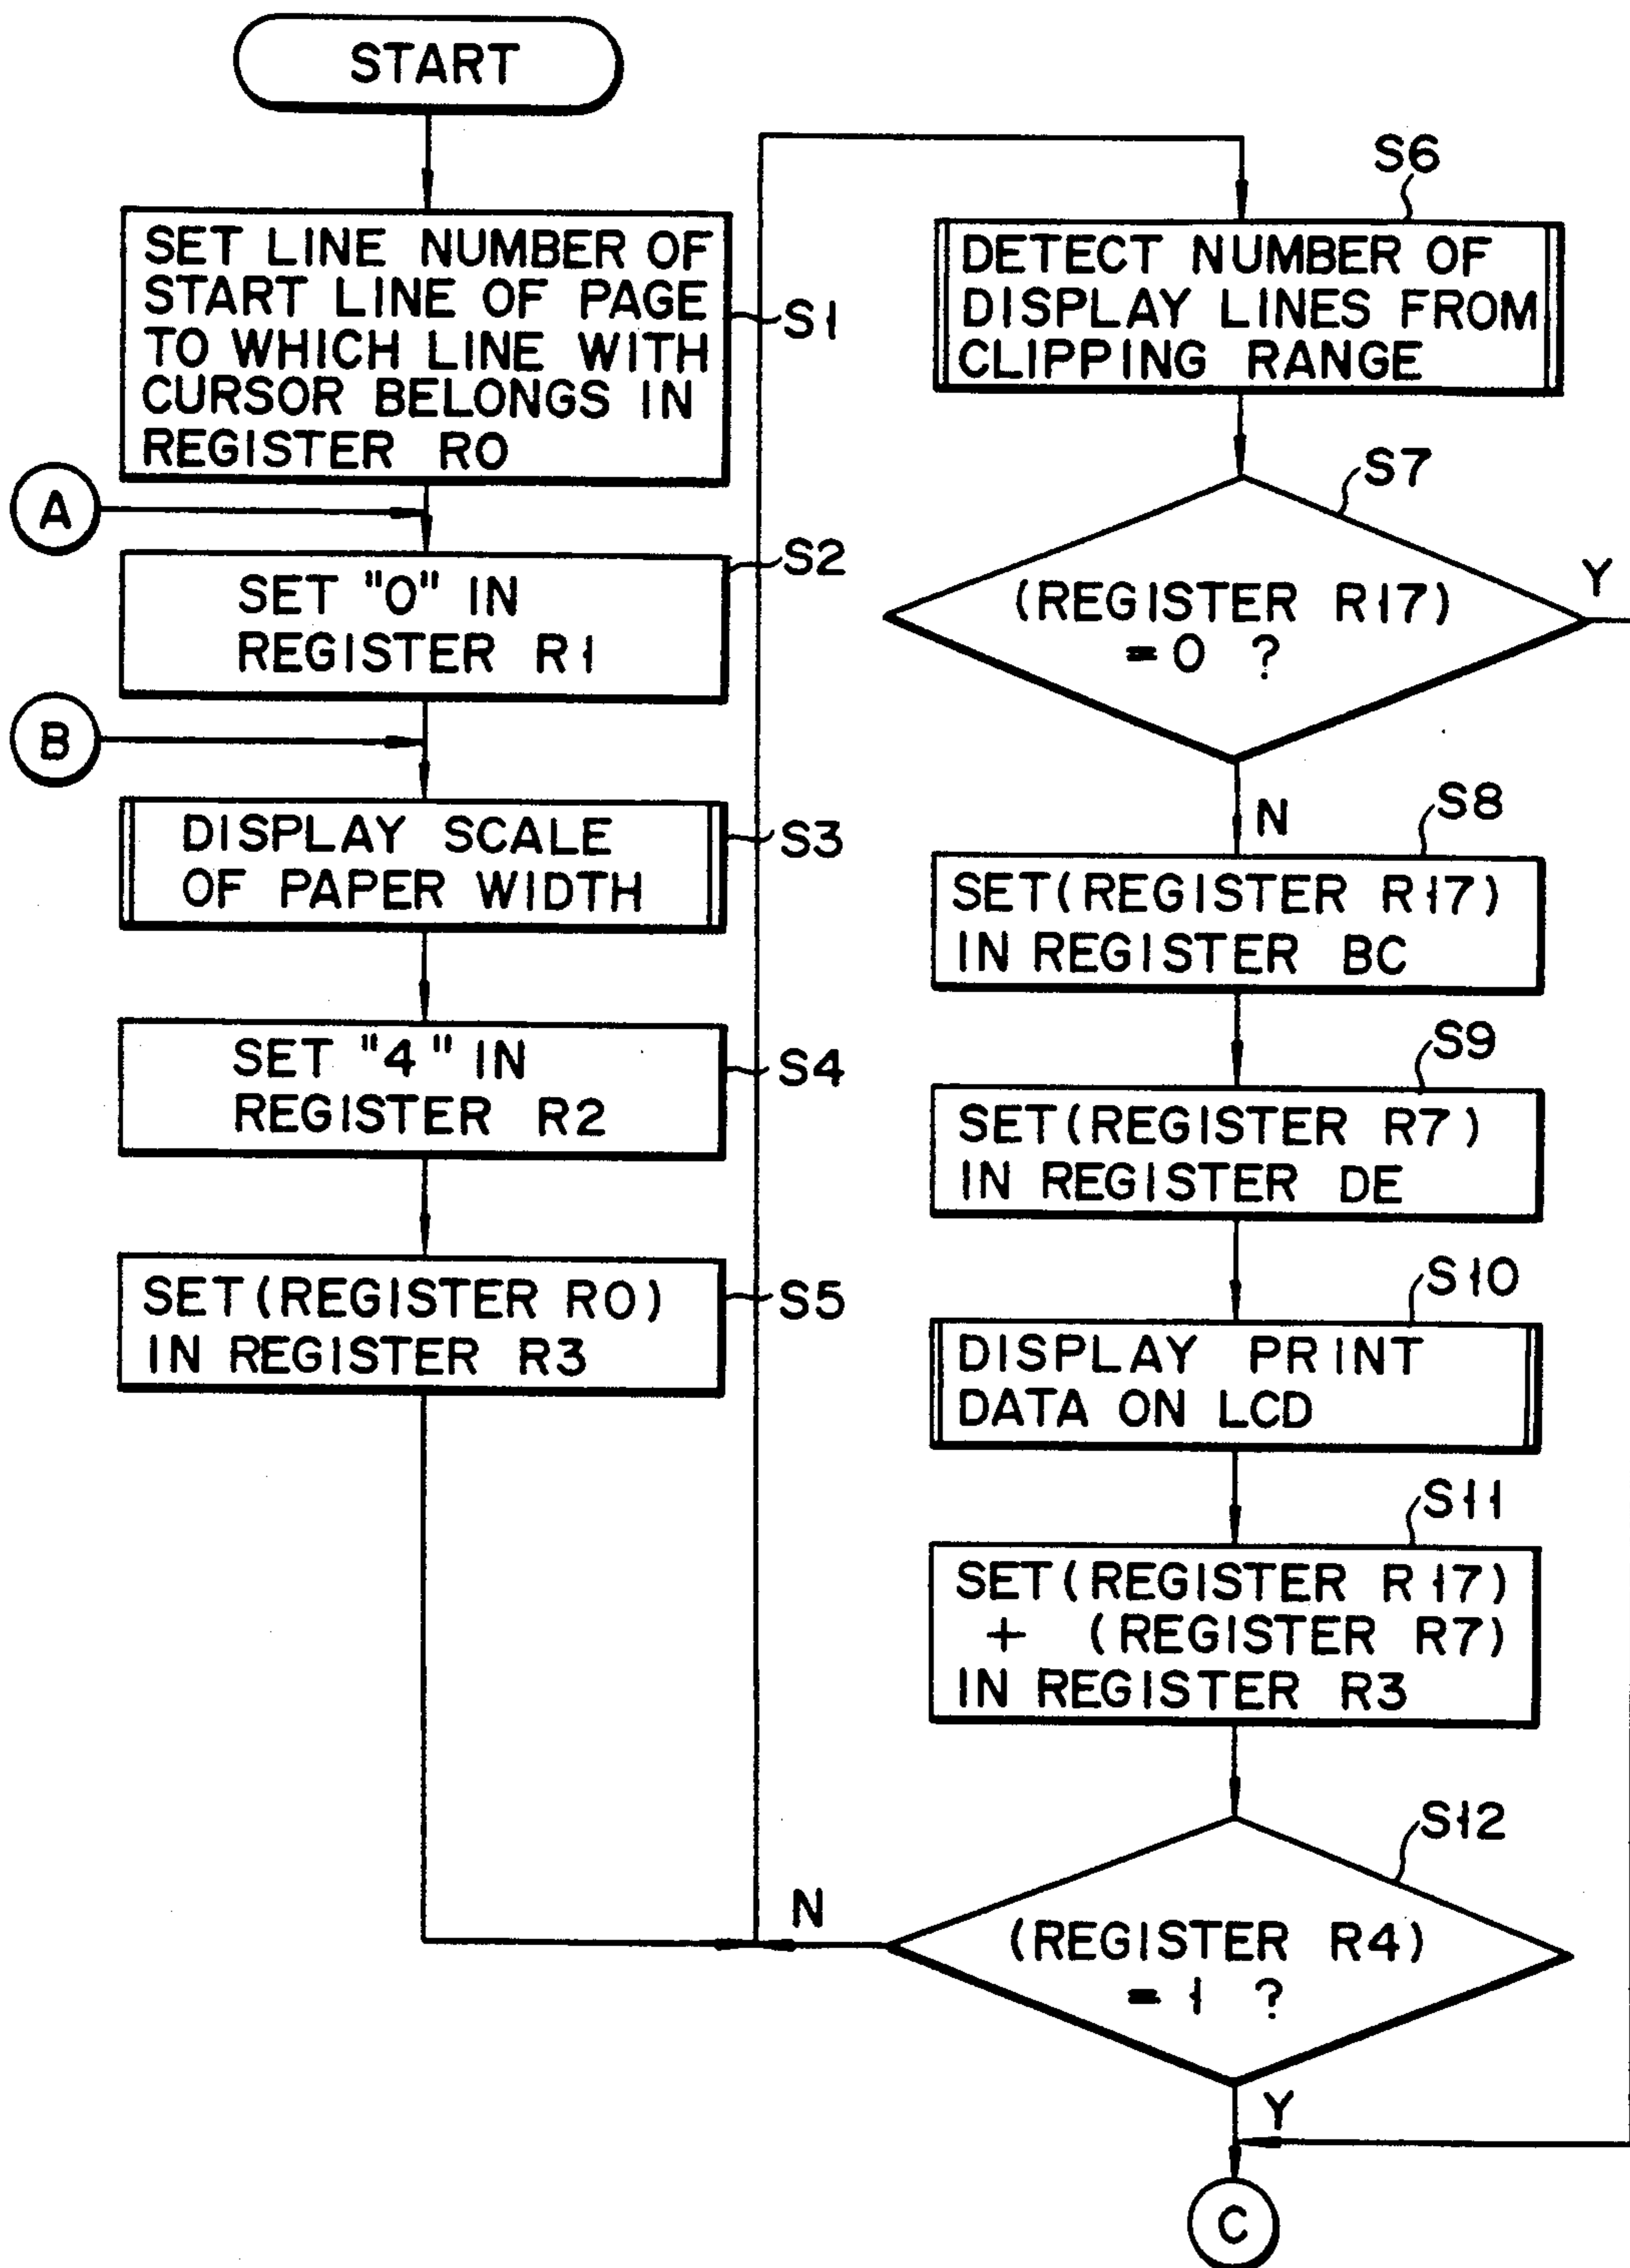 START
SET LINE NUMBER OF
START LINE OF PAGE
TO WHICH LINE WITH
CURSOR BELONGS IN
REGISTER R0
S1
A
SET "0" IN
REGISTER R1
S2
B
DISPLAY SCALE
OF PAPER WIDTH
S3
SET "4" IN
REGISTER R2
S4
SET (REGISTER R0)
IN REGISTER R3
S5
S6
DETECT NUMBER OF
DISPLAY LINES FROM
CLIPPING RANGE
S7
(REGISTER R17)
= 0 ?
Y
N
S8
SET (REGISTER R17)
IN REGISTER BC
S9
SET (REGISTER R7)
IN REGISTER DE
S10
DISPLAY PRINT
DATA ON LCD
S11
SET (REGISTER R17)
+ (REGISTER R7)
IN REGISTER R3
S12
N
(REGISTER R4)
= 1 ?
Y
C